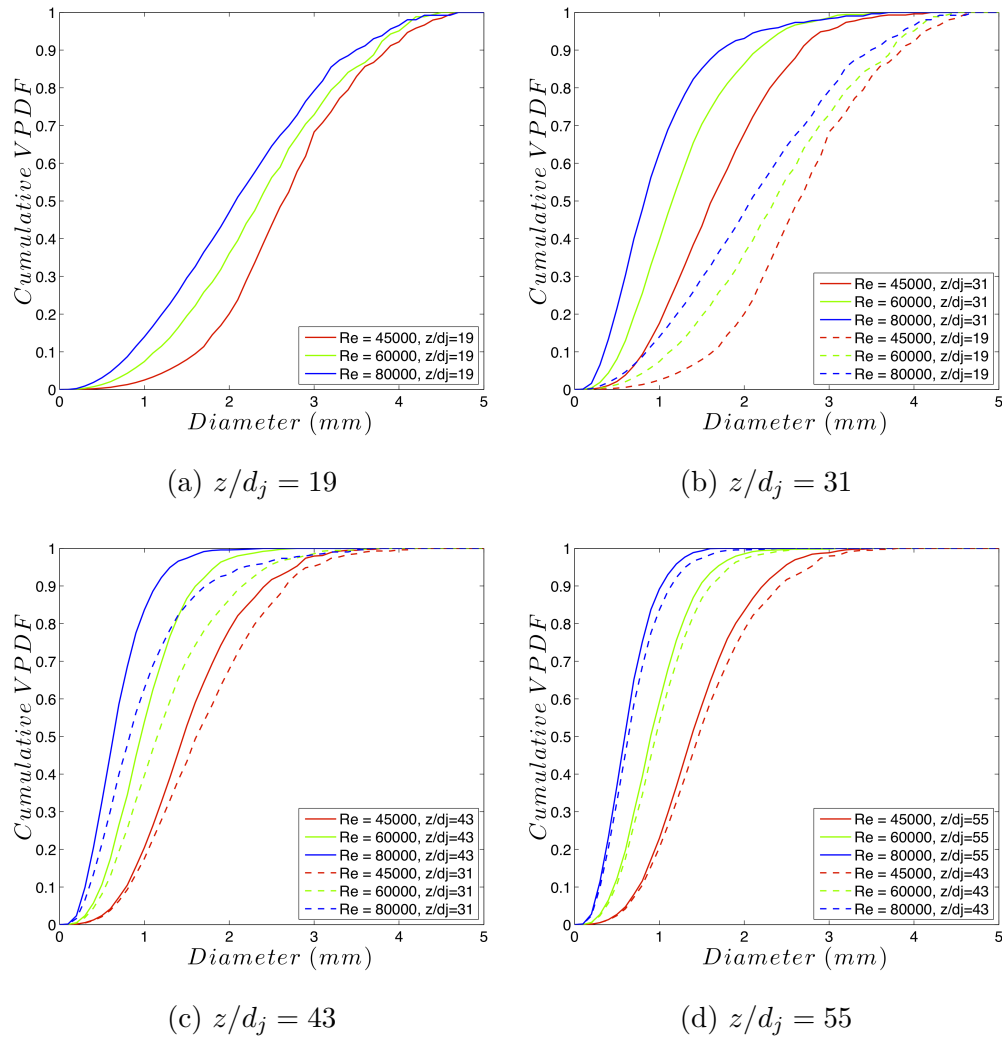 1
0.9
0.8
0.7
0.6
0.5
0.4
0.3
0.2
0.1
0
0 1 2 3 4 5
Cumulative VPDF
Diameter (mm)
Re = 45000, z/dj=19
Re = 60000, z/dj=19
Re = 80000, z/dj=19
(a) z/d_j = 19
1
0.9
0.8
0.7
0.6
0.5
0.4
0.3
0.2
0.1
0
0 1 2 3 4 5
Cumulative VPDF
Diameter (mm)
Re = 45000, z/dj=31
Re = 60000, z/dj=31
Re = 80000, z/dj=31
Re = 45000, z/dj=19
Re = 60000, z/dj=19
Re = 80000, z/dj=19
(b) z/d_j = 31
1
0.9
0.8
0.7
0.6
0.5
0.4
0.3
0.2
0.1
0
0 1 2 3 4 5
Cumulative VPDF
Diameter (mm)
Re = 45000, z/dj=43
Re = 60000, z/dj=43
Re = 80000, z/dj=43
Re = 45000, z/dj=31
Re = 60000, z/dj=31
Re = 80000, z/dj=31
(c) z/d_j = 43
1
0.9
0.8
0.7
0.6
0.5
0.4
0.3
0.2
0.1
0
0 1 2 3 4 5
Cumulative VPDF
Diameter (mm)
Re = 45000, z/dj=55
Re = 60000, z/dj=55
Re = 80000, z/dj=55
Re = 45000, z/dj=43
Re = 60000, z/dj=43
Re = 80000, z/dj=43
(d) z/d_j = 55